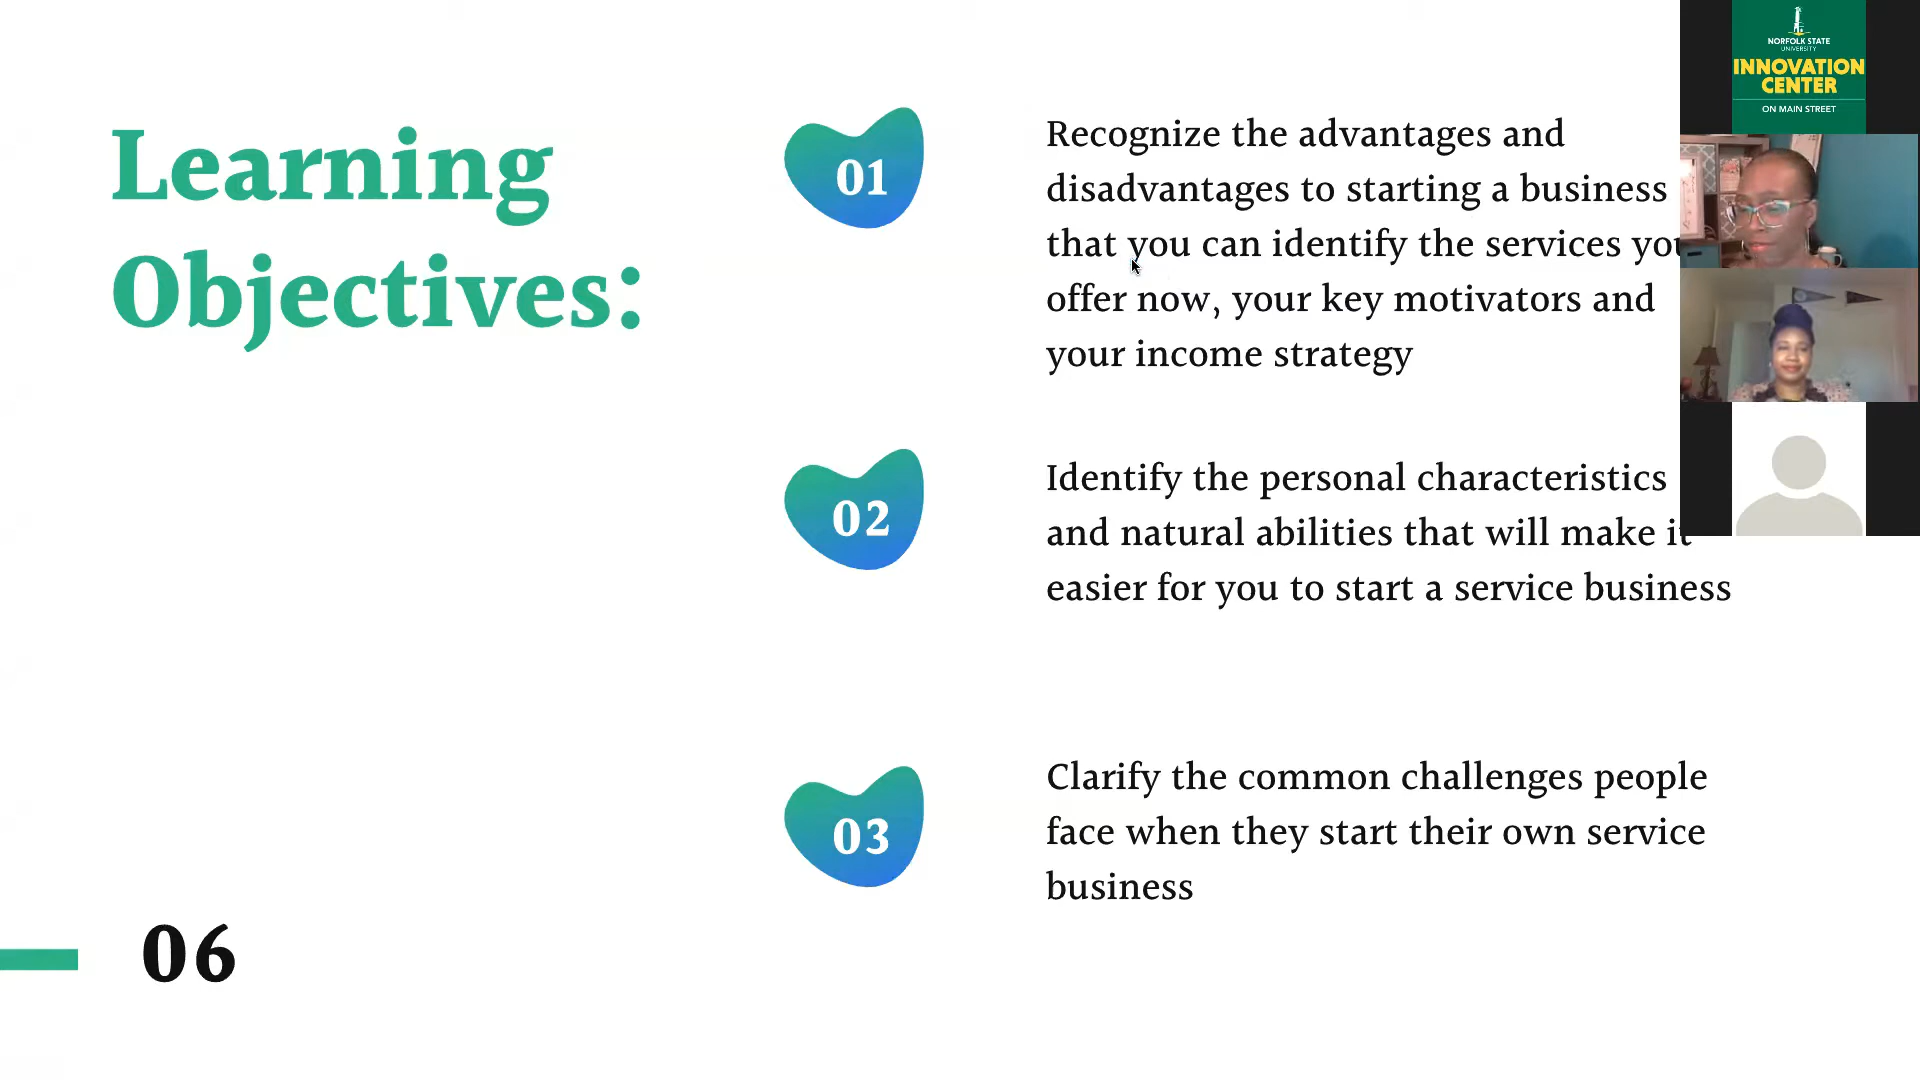 Learning
Objectives:
01
Recognize the advantages and
disadvantages to starting a business
that you can identify the services you
offer now, your key motivators and
your income strategy
02
Identify the personal characteristics
and natural abilities that will make it
easier for you to start a service business
03
Clarify the common challenges people
face when they start their own service
business
06
NORFOLK STATE
UNIVERSITY
INNOVATION
CENTER
ON MAIN STREET